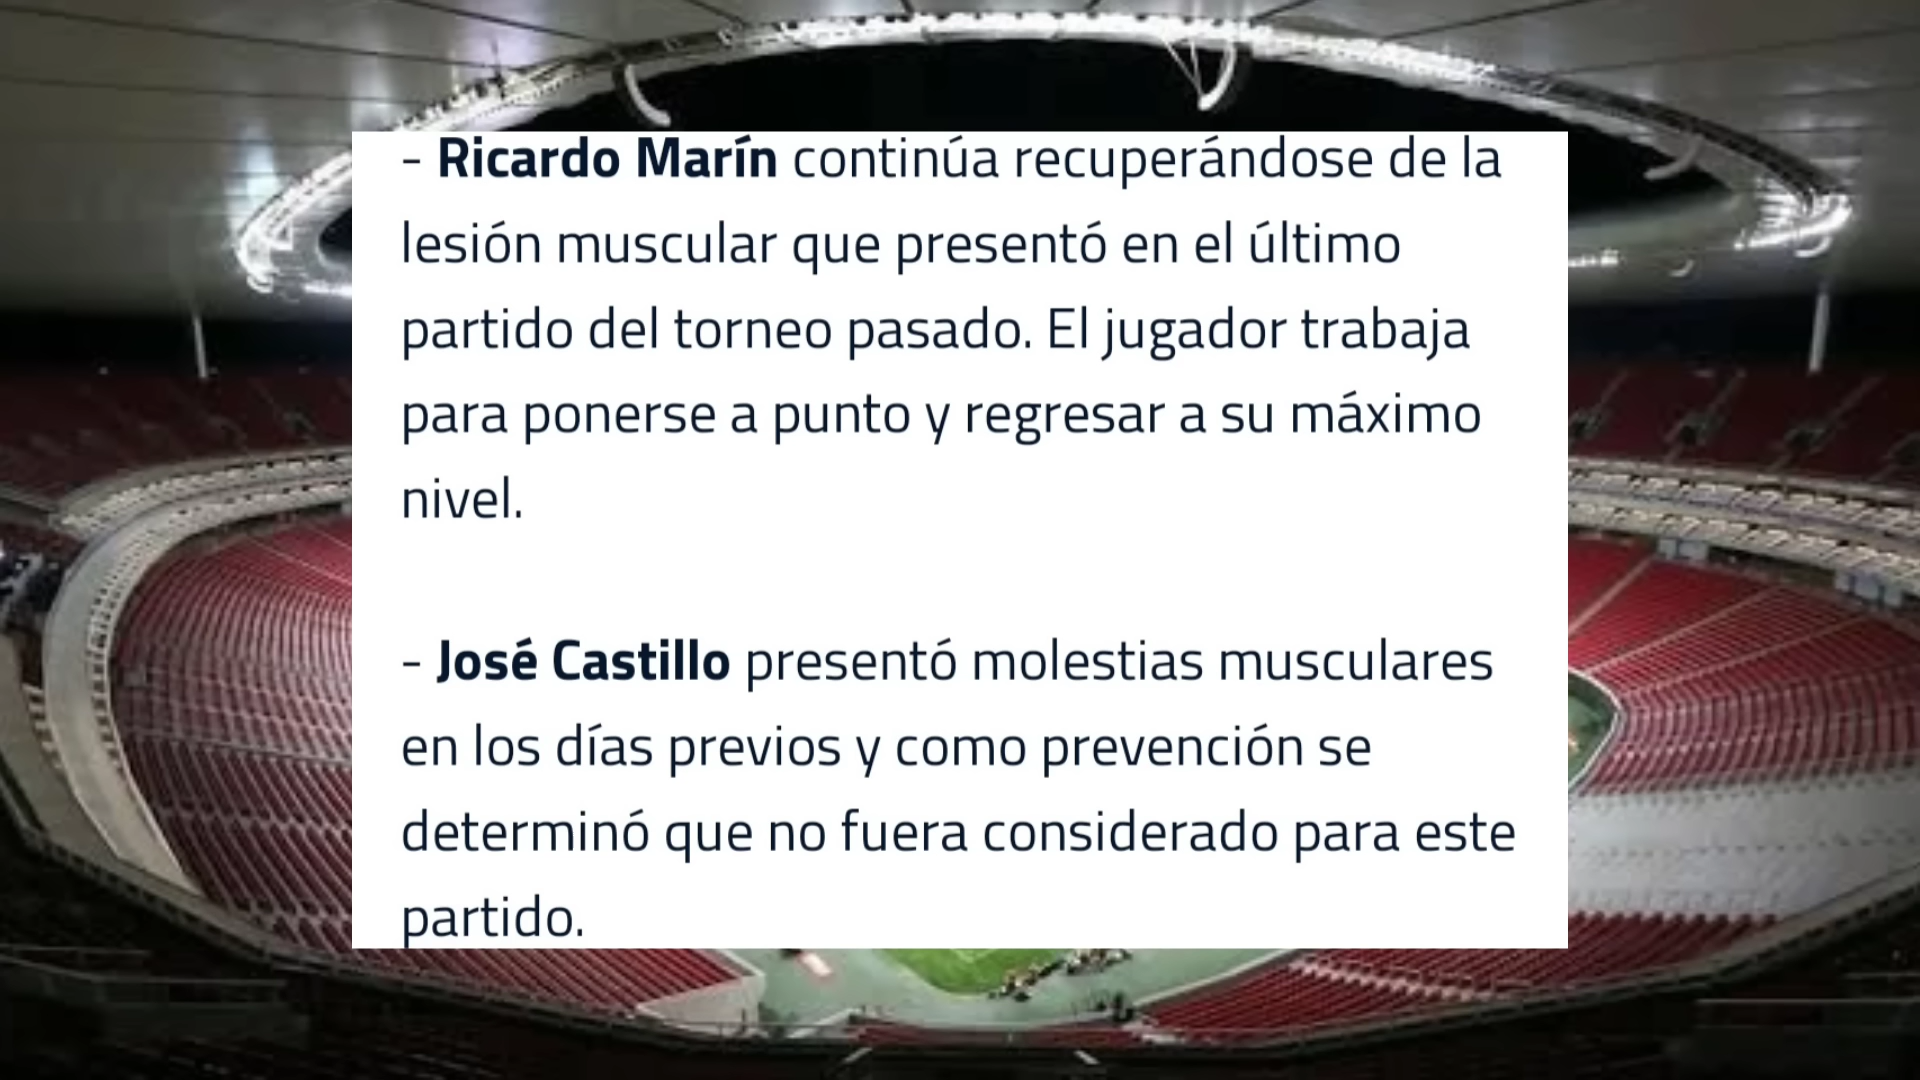 - Ricardo Marín continúa recuperándose de la
lesión muscular que presentó en el último
partido del torneo pasado. El jugador trabaja
para ponerse a punto y regresar a su máximo
nivel.
- José Castillo presentó molestias musculares
en los días previos y como prevención se
determinó que no fuera considerado para este
partido.